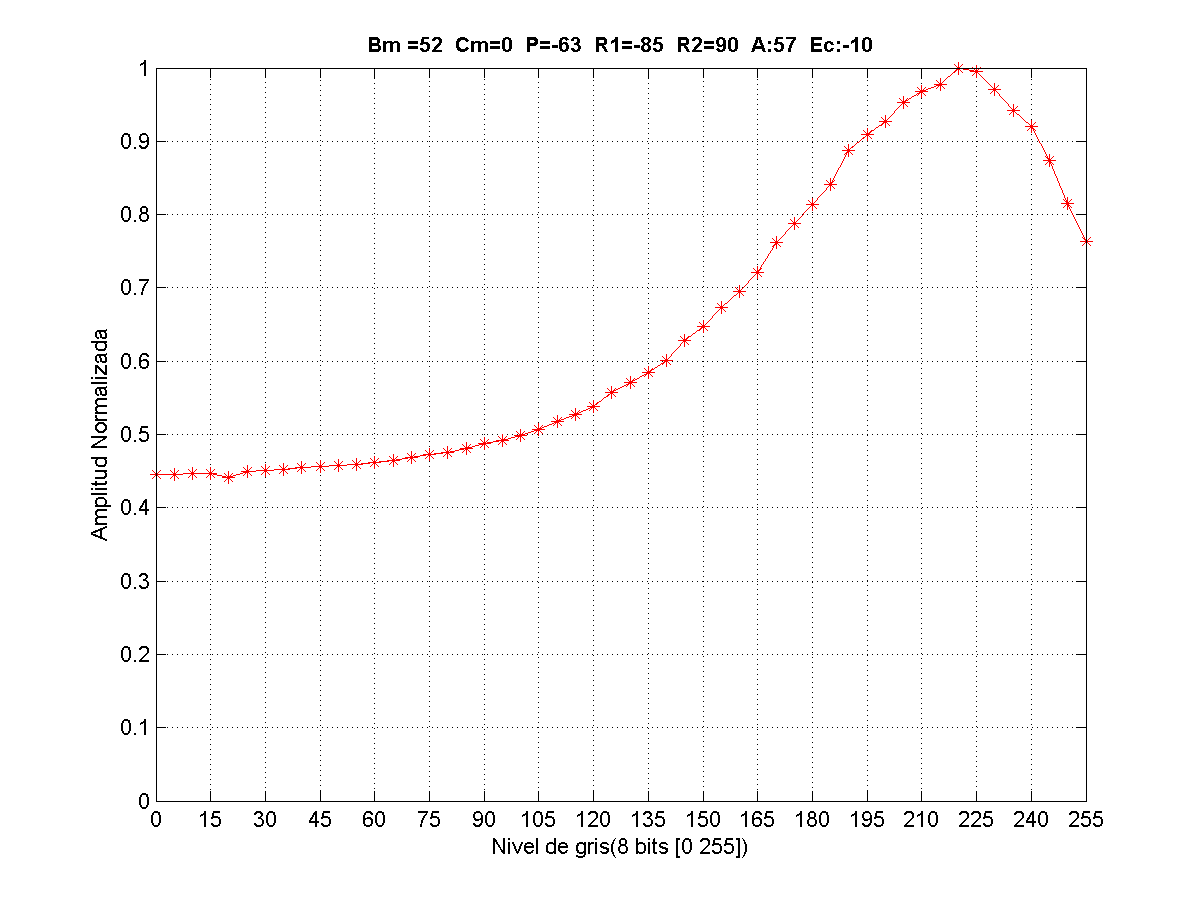 Bm =52 Cm=0 P=-63 R1=-85 R2=90 A:57 Ec:-10
1
0.9
0.8
0.7
0.6
0.5
0.4
0.3
0.2
0.1
0
Amplitud Normalizada
0 15 30 45 60 75 90 105 120 135 150 165 180 195 210 225 240 255
Nivel de gris(8 bits [0 255])